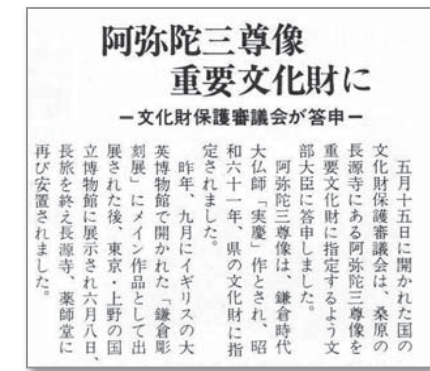 阿弥陀三尊像
重要文化財に
―文化財保護審議会が答申―
五月十五日に開かれた国の
文化財保護審議会は、桑原の
長源寺にある阿弥陀三尊像を
重要文化財に指定するよう文
部大臣に答申しました。
阿弥陀三尊像は、鎌倉時代
大仏師「実慶」作とされ、昭
和六十一年、県の文化財に指
定されました。
昨年、九月にイギリスの大
英博物館で開かれた「鎌倉彫
刻展」にメイン作品として出
展された後、東京・上野の国
立博物館に展示され六月八日、
長旅を終え長源寺、薬師堂に
再び安置されました。